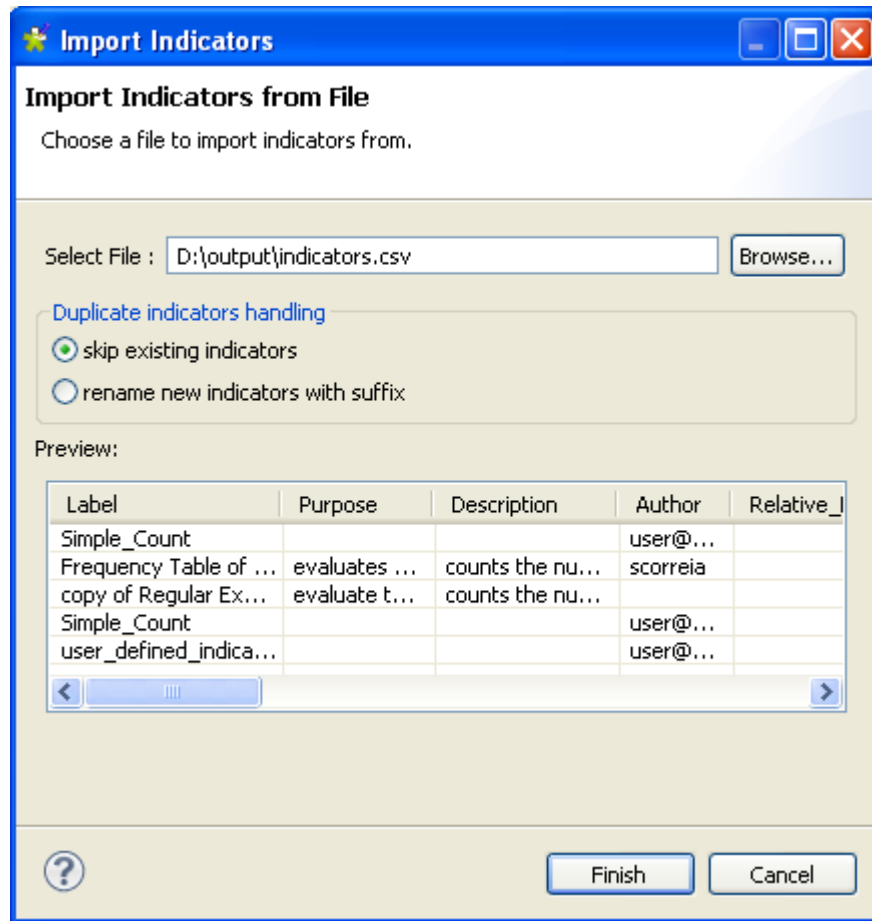 Import Indicators
Import Indicators from File
Choose a file to import indicators from.
Select File : D:\output\indicators.csv Browse...
Duplicate indicators handling
skip existing indicators
rename new indicators with suffix
Preview:
Label Purpose Description Author Relative_
Simple_Count user@...
Frequency Table of ... evaluates ... counts the nu... scorreia
copy of Regular Ex... evaluate t... counts the nu...
Simple_Count user@...
user_defined_indica... user@...
? Finish Cancel